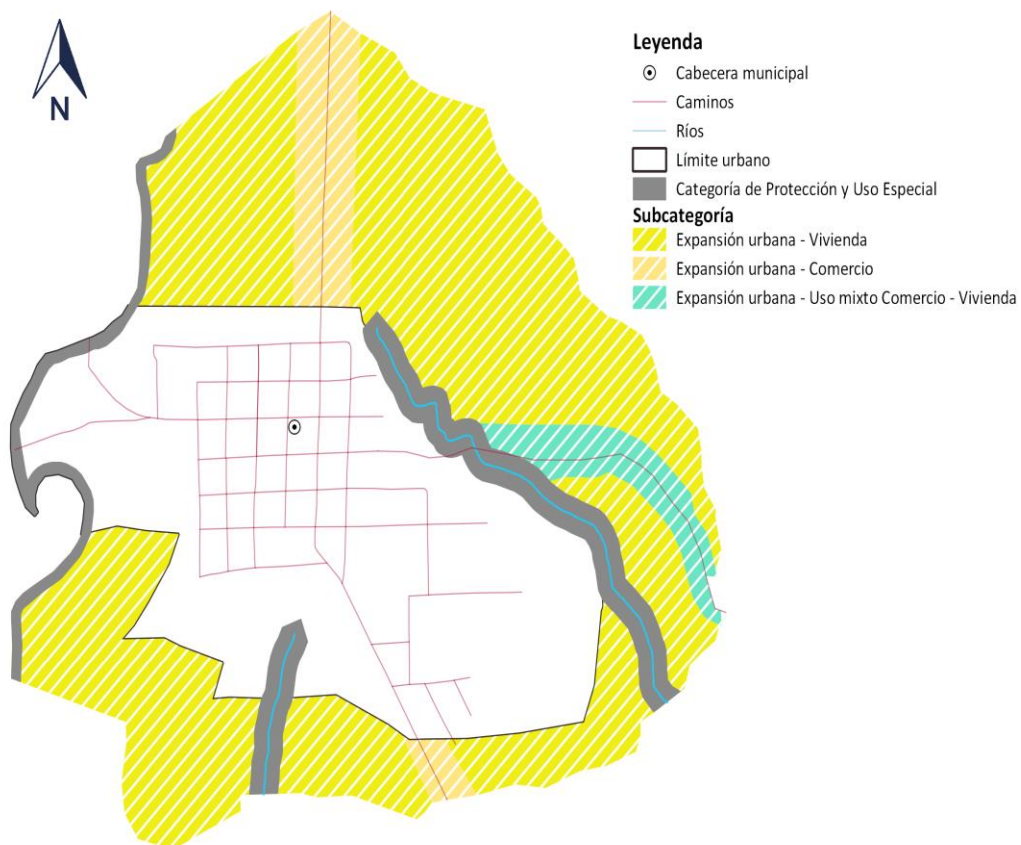 N
Leyenda
Cabecera municipal
Caminos
Ríos
Límite urbano
Categoría de Protección y Uso Especial
Subcategoría
Expansión urbana - Vivienda
Expansión urbana - Comercio
Expansión urbana - Uso mixto Comercio - Vivienda